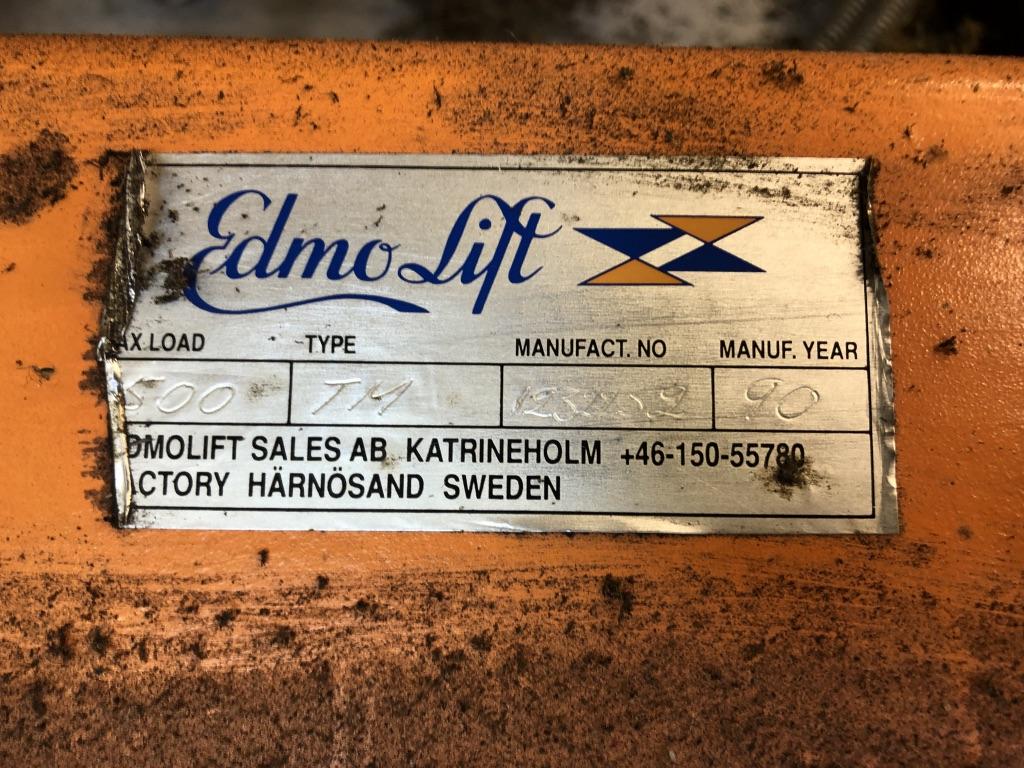 Edmo Lift
AX. LOAD TYPE MANUFACT. NO MANUF. YEAR
500 TM 90
DMOLIFT SALES AB KATRINEHOLM +46-150-55780
CTORY HÄRNÖSAND SWEDEN